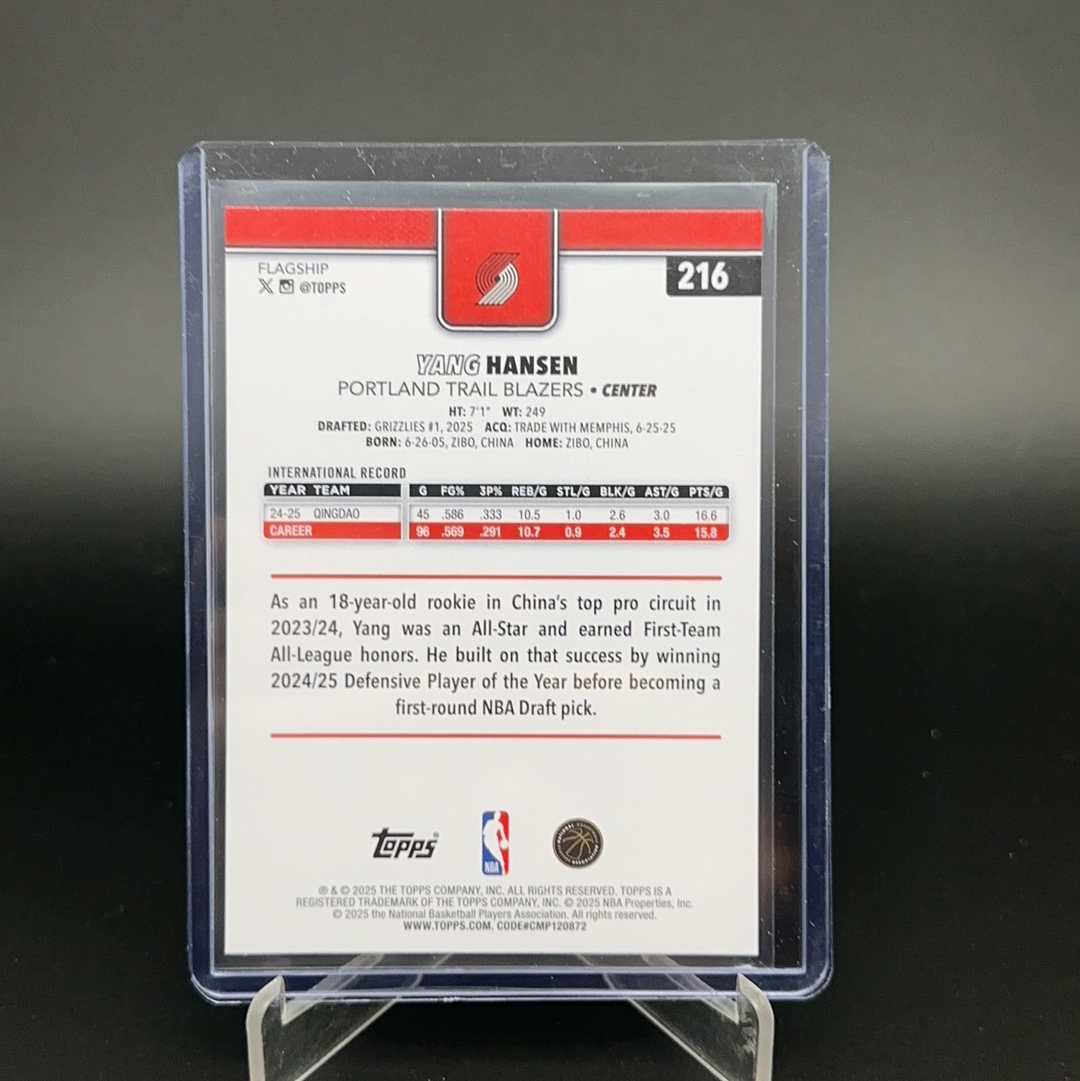 FLAGSHIP
X @TOPPS
216
YANG HANSEN
PORTLAND TRAIL BLAZERS • CENTER
HT: 7'1" WT: 249
DRAFTED: GRIZZLIES #1, 2025 ACQ: TRADE WITH MEMPHIS, 6-25-25
BORN: 6-26-05, ZIBO, CHINA HOME: ZIBO, CHINA
INTERNATIONAL RECORD
YEAR TEAM G FG% 3P% REB/G STL/G BLK/G AST/G PTS/G
24-25 QINGDAO 45 .586 .333 10.5 1.0 2.6 3.0 16.6
CAREER 96 .569 .291 10.7 0.9 2.4 3.5 15.8
As an 18-year-old rookie in China's top pro circuit in
2023/24, Yang was an All-Star and earned First-Team
All-League honors. He built on that success by winning
2024/25 Defensive Player of the Year before becoming a
first-round NBA Draft pick.
topps®
NBA
® & © 2025 THE TOPPS COMPANY, INC. ALL RIGHTS RESERVED. TOPPS IS A
REGISTERED TRADEMARK OF THE TOPPS COMPANY, INC. © 2025 NBA Properties, Inc.
© 2025 the National Basketball Players Association. All rights reserved.
WWW.TOPPS.COM. CODE#CMP120872